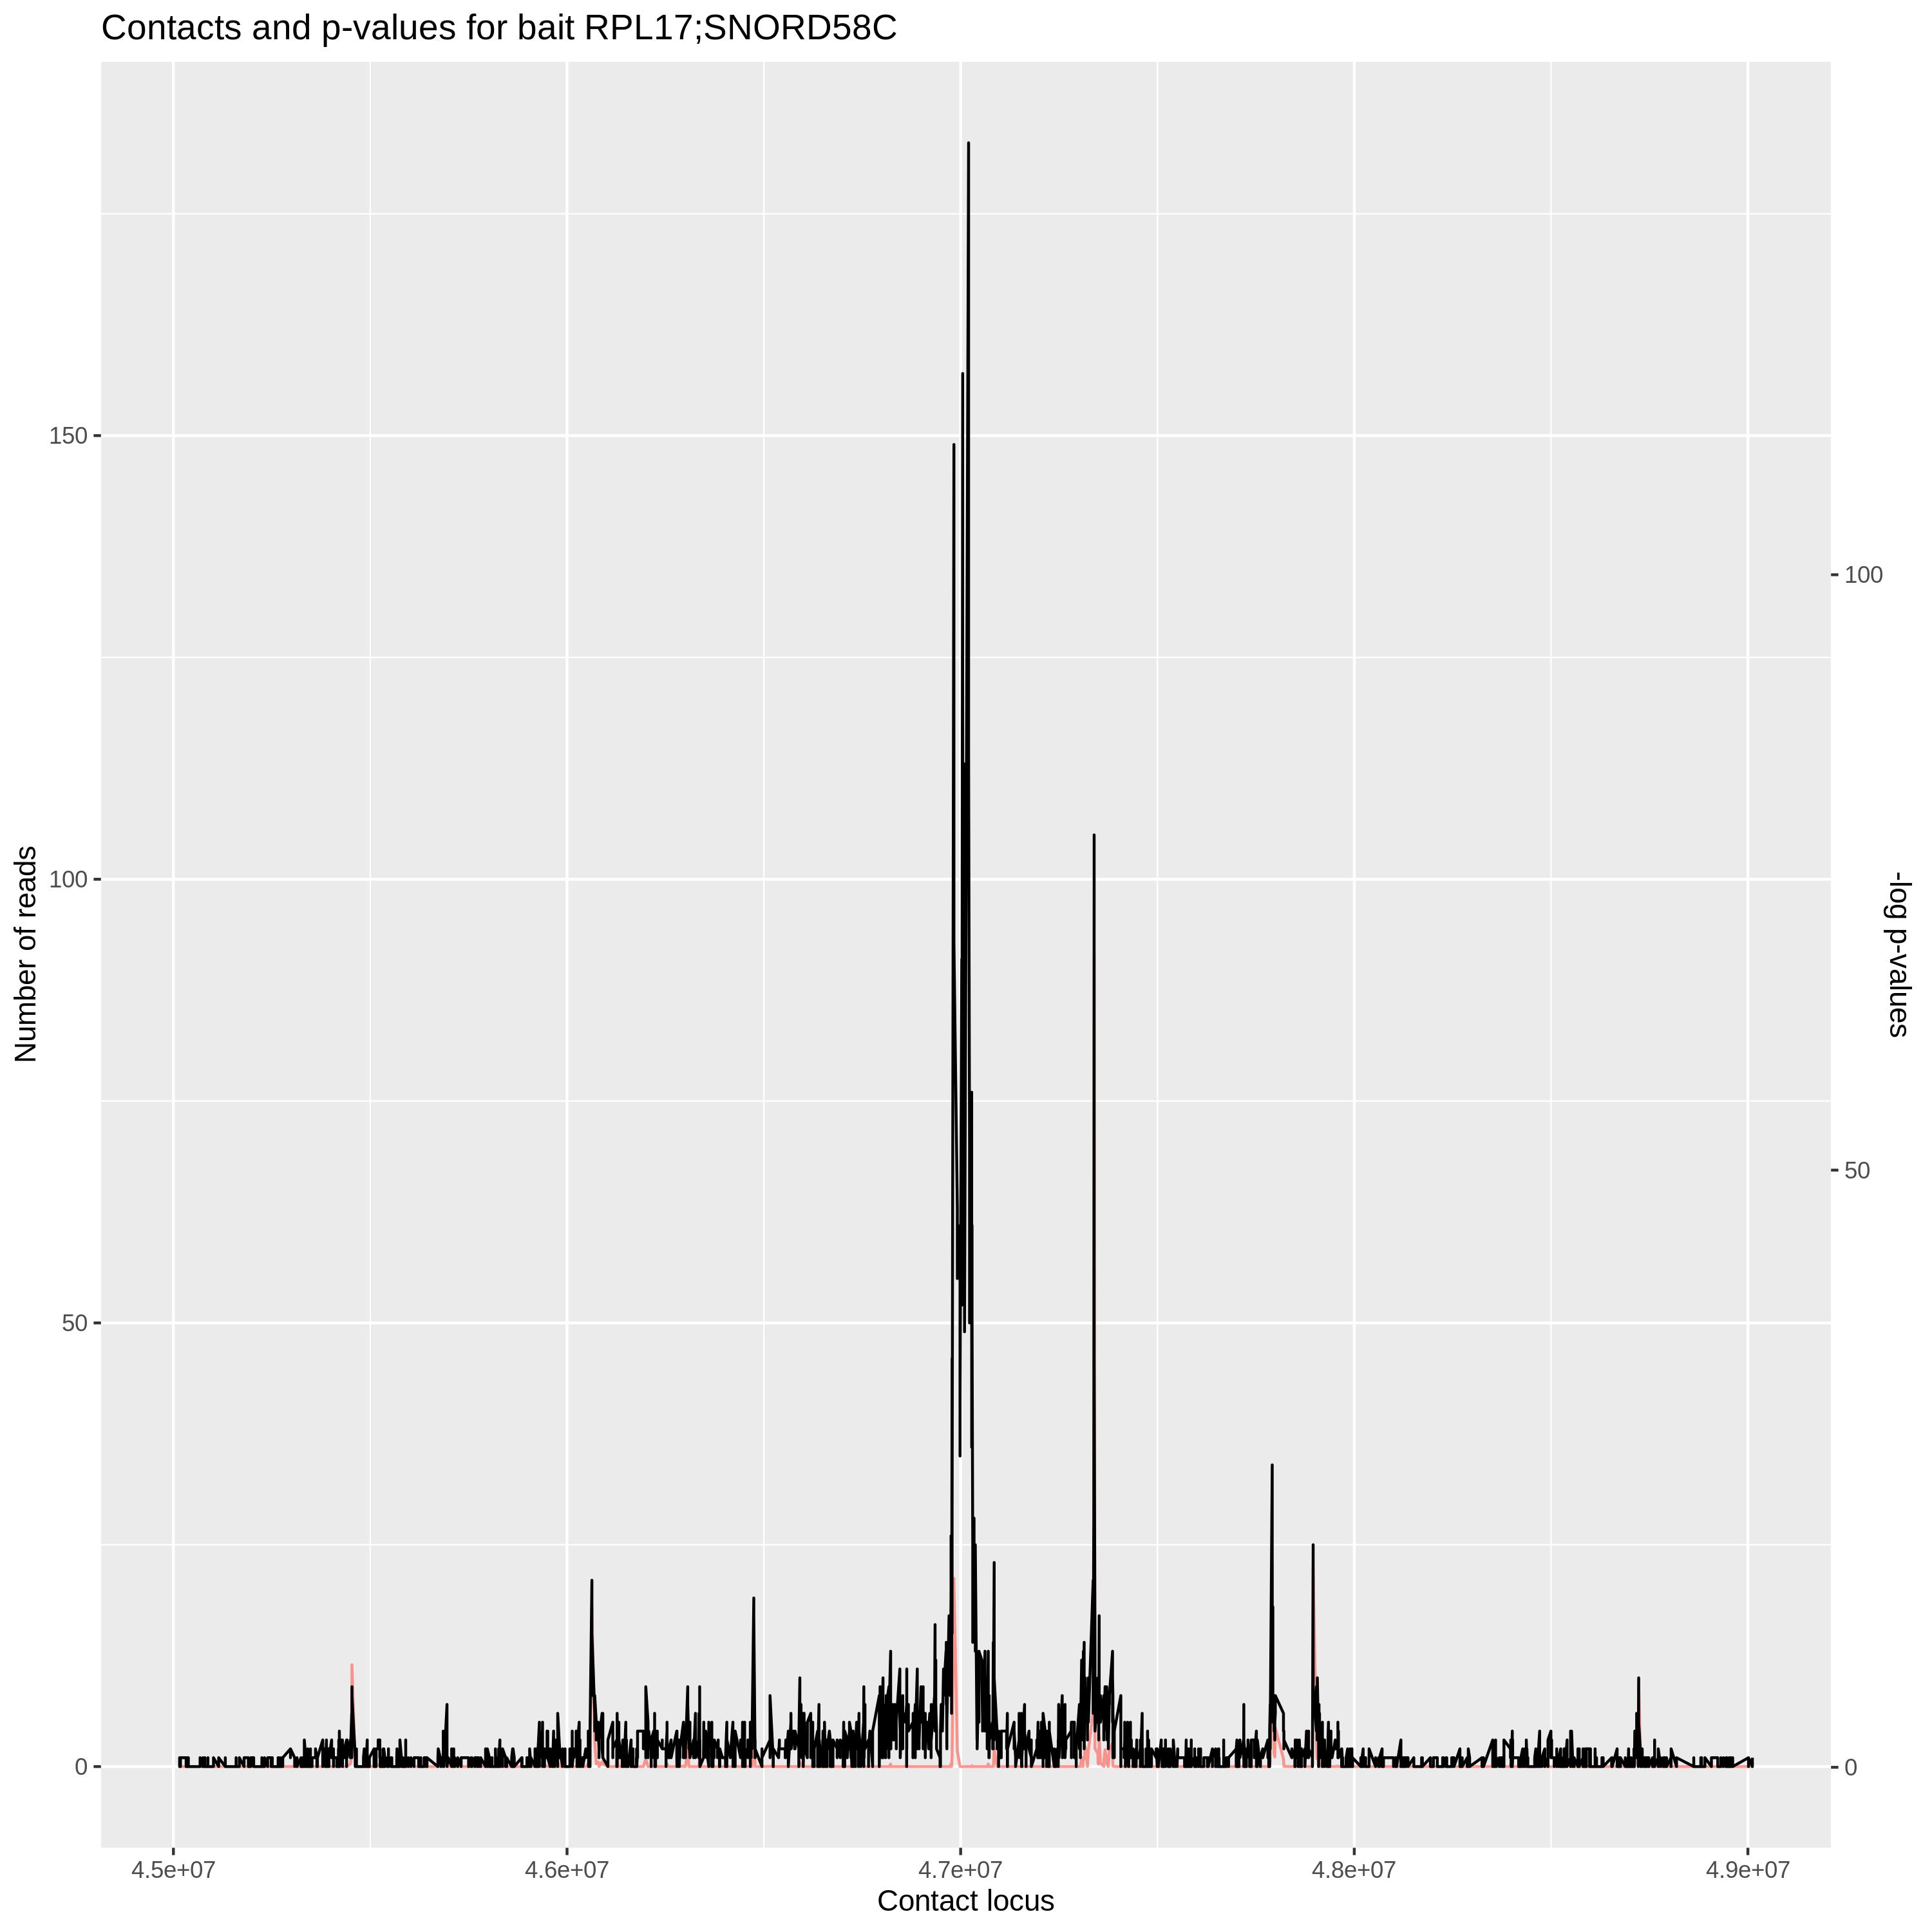 Contacts and p-values for bait RPL17;SNORD58C
150
100
50
0
Number of reads
100
50
0
-log p-values
4.5e+07
4.6e+07
4.7e+07
4.8e+07
4.9e+07
Contact locus